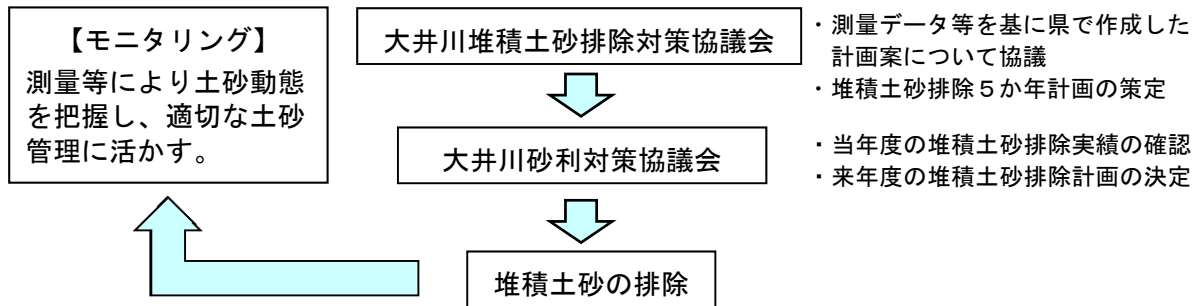 【モニタリング】
測量等により土砂動態
を把握し、適切な土砂
管理に活かす。
大井川堆積土砂排除対策協議会
・測量データ等を基に県で作成した
計画案について協議
・堆積土砂排除５か年計画の策定
大井川砂利対策協議会
・当年度の堆積土砂排除実績の確認
・来年度の堆積土砂排除計画の決定
堆積土砂の排除